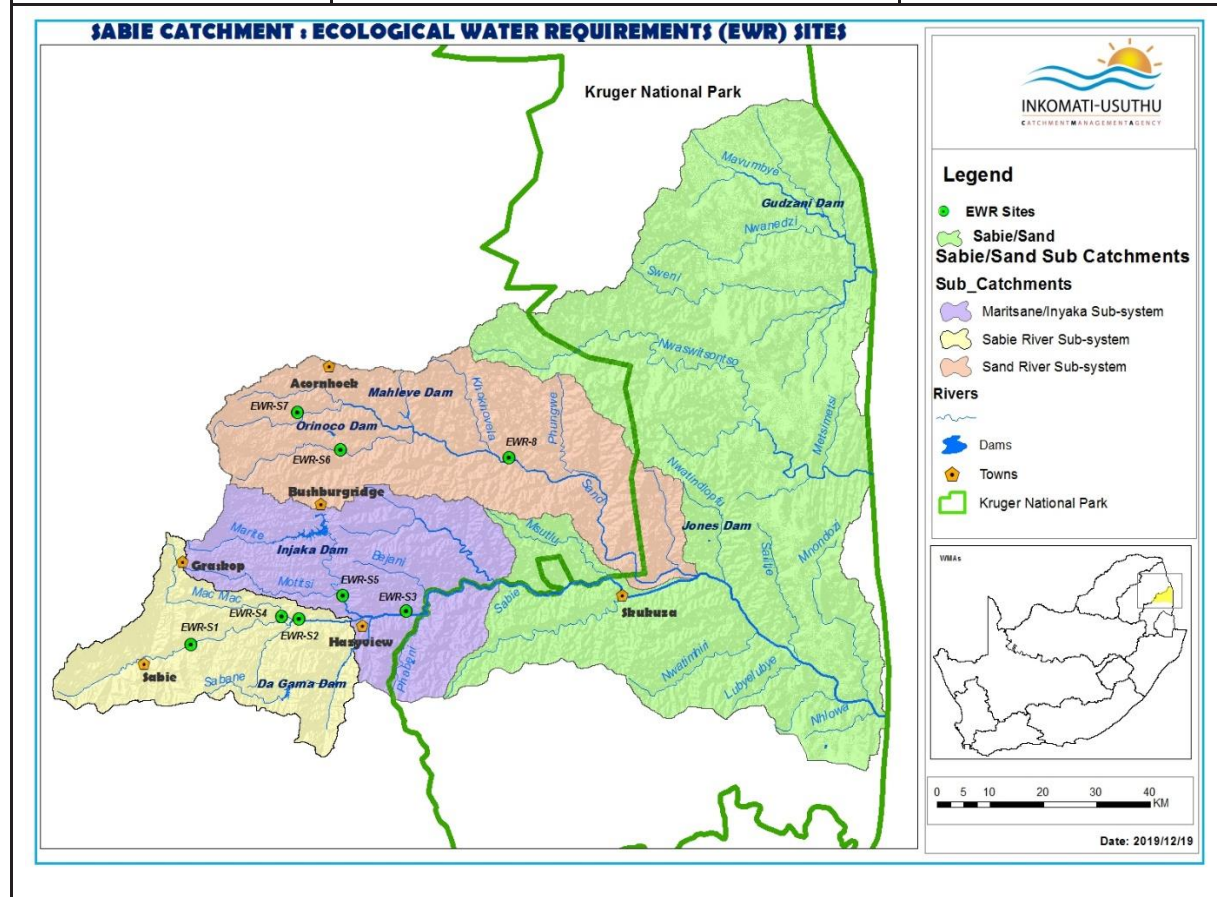 SABIE CATCHMENT : ECOLOGICAL WATER REQUIREMENTS (EWR) SITES
Kruger National Park
Mavumbye
Gudzani Dam
Nwanedzi
Sweni
Nwaswitsontso
Metsimetsi
Acornhoek
Mahleve Dam
Khokhovela
Phungwe
EWR-S7
Orinoco Dam
EWR-S6
EWR-8
Sand
Nwatindlopfu
Bushburgridge
Jones Dam
Msutlu
Saitje
Mnondozi
Marite
Injaka Dam
Bejani
Graskop
Motitsi
EWR-S5
Mac Mac
EWR-S3
Sabie
Skukuza
EWR-S4
EWR-S2
EWR-S1
Hazyview
Phabeni
Sabie
Sabane
Da Gama Dam
Nwatimhiri
Lubyelubye
Nhlowa
INKOMATI-USUTHU
CATCHMENT MANAGEMENT AGENCY
Legend
EWR Sites
Sabie/Sand
Sabie/Sand Sub Catchments
Sub_Catchments
Maritsane/Inyaka Sub-system
Sabie River Sub-system
Sand River Sub-system
Rivers
Dams
Towns
Kruger National Park
WMAs
0 5 10 20 30 40
KM
Date: 2019/12/19